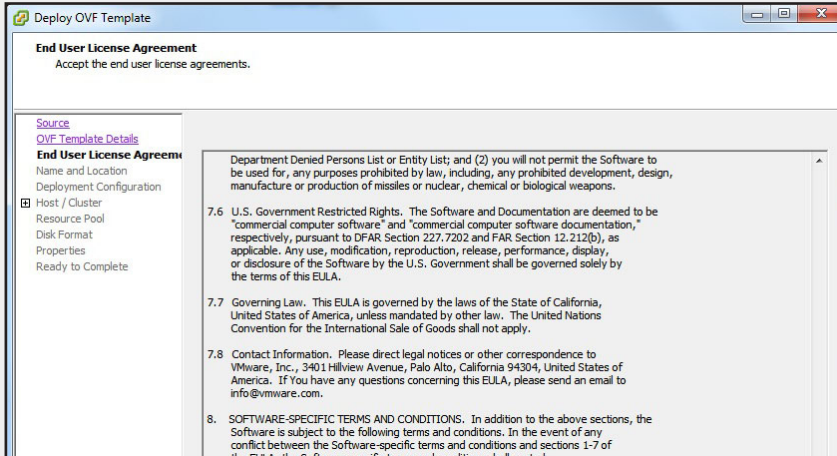 Deploy OVF Template
End User License Agreement
Accept the end user license agreements.
Source
OVF Template Details
End User License Agreeme
Name and Location
Deployment Configuration
Host / Cluster
Resource Pool
Disk Format
Properties
Ready to Complete
Department Denied Persons List or Entity List; and (2) you will not permit the Software to
be used for, any purposes prohibited by law, including, any prohibited development, design,
manufacture or production of missiles or nuclear, chemical or biological weapons.
7.6 U.S. Government Restricted Rights. The Software and Documentation are deemed to be
"commercial computer software" and "commercial computer software documentation,"
respectively, pursuant to DFAR Section 227.7202 and FAR Section 12.212(b), as
applicable. Any use, modification, reproduction, release, performance, display,
or disclosure of the Software by the U.S. Government shall be governed solely by
the terms of this EULA.
7.7 Governing Law. This EULA is governed by the laws of the State of California,
United States of America, unless mandated by other law. The United Nations
Convention for the International Sale of Goods shall not apply.
7.8 Contact Information. Please direct legal notices or other correspondence to
VMware, Inc., 3401 Hillview Avenue, Palo Alto, California 94304, United States of
America. If You have any questions concerning this EULA, please send an email to
info@vmware.com.
8. SOFTWARE-SPECIFIC TERMS AND CONDITIONS. In addition to the above sections, the
Software is subject to the following terms and conditions. In the event of any
conflict between the Software-specific terms and conditions and sections 1-7 of